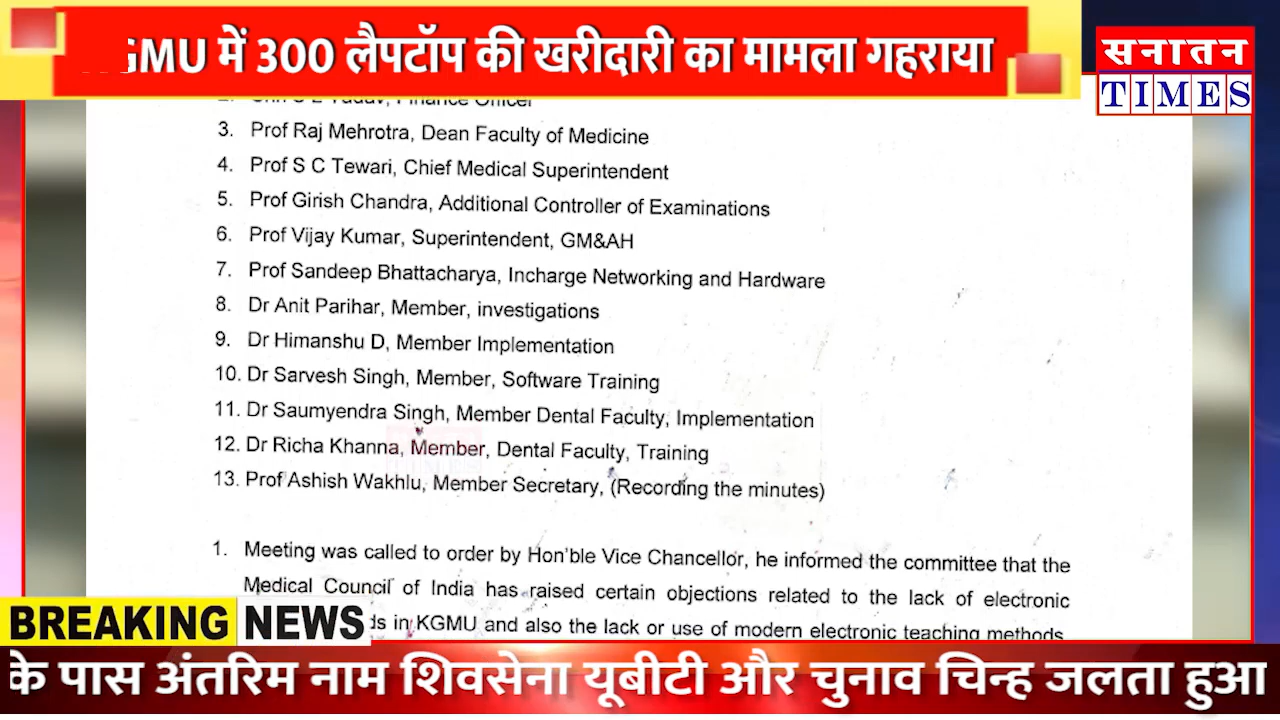 GMU में 300 लैपटॉप की खरीदारी का मामला गहराया
सनातन
TIMES
2. Shri S L Yadav, Finance Officer
3. Prof Raj Mehrotra, Dean Faculty of Medicine
4. Prof S C Tewari, Chief Medical Superintendent
5. Prof Girish Chandra, Additional Controller of Examinations
6. Prof Vijay Kumar, Superintendent, GM&AH
7. Prof Sandeep Bhattacharya, Incharge Networking and Hardware
8. Dr Anit Parihar, Member, investigations
9. Dr Himanshu D, Member Implementation
10. Dr Sarvesh Singh, Member, Software Training
11. Dr Saumyendra Singh, Member Dental Faculty, Implementation
12. Dr Richa Khanna, Member, Dental Faculty, Training
13. Prof Ashish Wakhlu, Member Secretary, (Recording the minutes)
1. Meeting was called to order by Hon'ble Vice Chancellor, he informed the committee that the
Medical Council of India has raised certain objections related to the lack of electronic
ds in KGMU and also the lack or use of modern electronic teaching methods
BREAKING NEWS
के पास अंतरिम नाम शिवसेना यूबीटी और चुनाव चिन्ह जलता हुआ